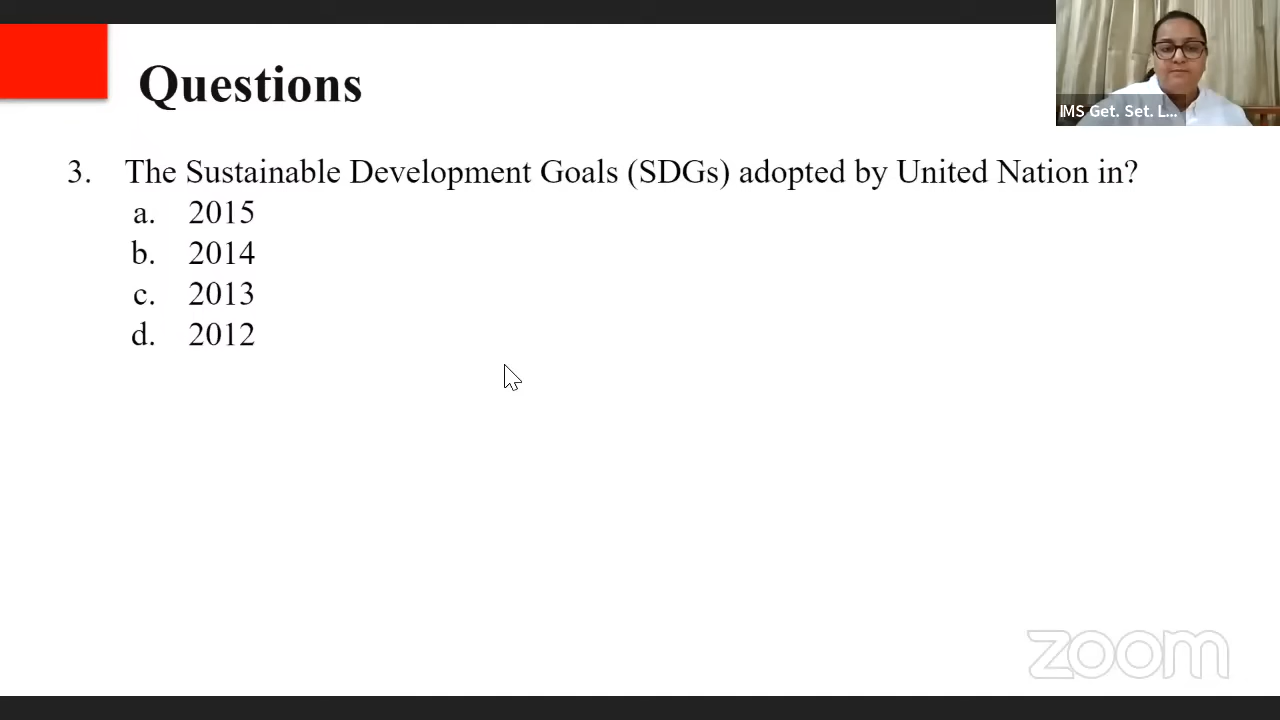 Questions
IMS Get. Set. L...
3. The Sustainable Development Goals (SDGs) adopted by United Nation in?
a. 2015
b. 2014
c. 2013
d. 2012
zoom